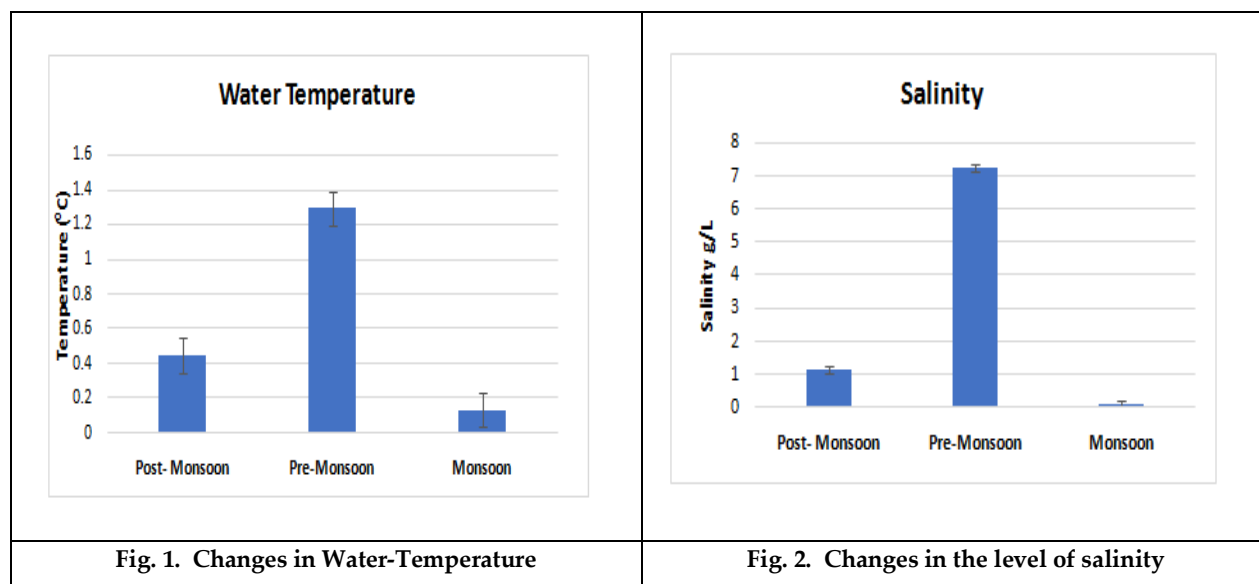 Water Temperature
Temperature (°C)
1.6
1.4
1.2
1
0.8
0.6
0.4
0.2
0
Post- Monsoon Pre-Monsoon Monsoon
Fig. 1. Changes in Water-Temperature
Salinity
Salinity g/L
8
7
6
5
4
3
2
1
0
Post- Monsoon Pre-Monsoon Monsoon
Fig. 2. Changes in the level of salinity